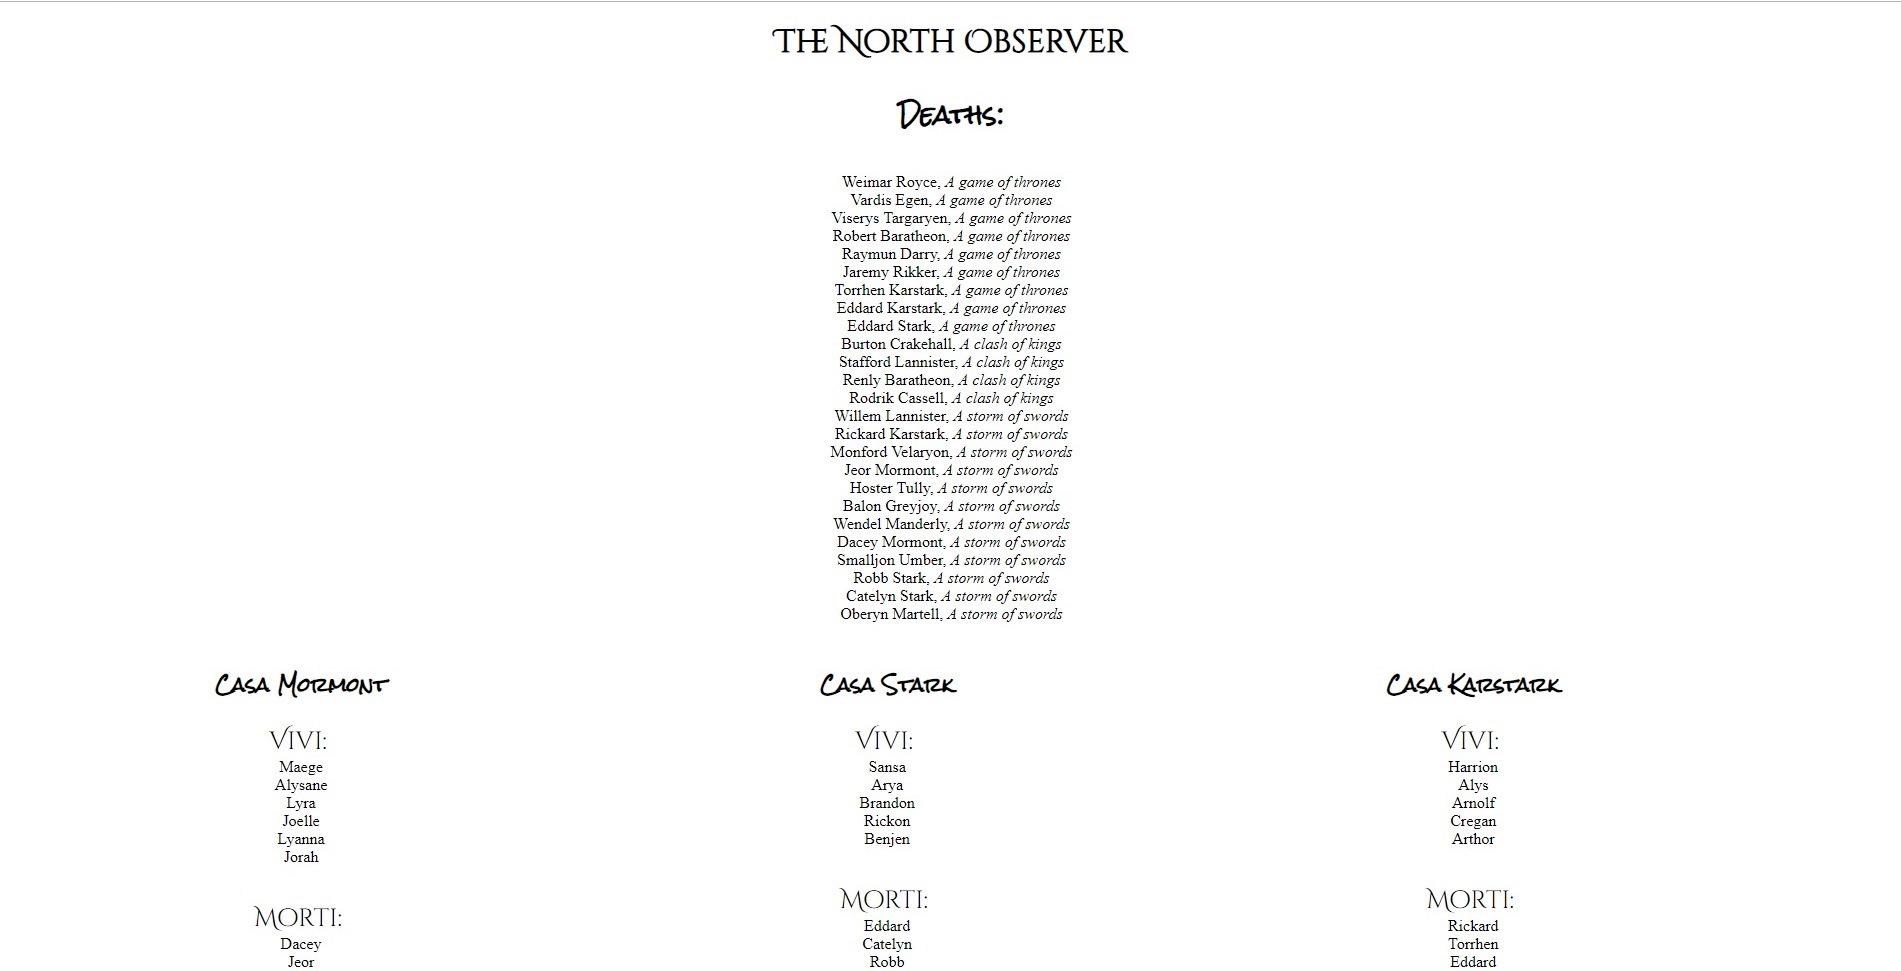 The North Observer
Deaths:
Weimar Royce, A game of thrones
Vardis Egen, A game of thrones
Viserys Targaryen, A game of thrones
Robert Baratheon, A game of thrones
Raymun Darry, A game of thrones
Jaremy Rikker, A game of thrones
Torrhen Karstark, A game of thrones
Eddard Karstark, A game of thrones
Eddard Stark, A game of thrones
Burton Crakehall, A clash of kings
Stafford Lannister, A clash of kings
Renly Baratheon, A clash of kings
Rodrik Cassell, A clash of kings
Willem Lannister, A storm of swords
Rickard Karstark, A storm of swords
Monford Velaryon, A storm of swords
Jeor Mormont, A storm of swords
Hoster Tully, A storm of swords
Balon Greyjoy, A storm of swords
Wendel Manderly, A storm of swords
Dacey Mormont, A storm of swords
Smalljon Umber, A storm of swords
Robb Stark, A storm of swords
Catelyn Stark, A storm of swords
Oberyn Martell, A storm of swords
Casa Mormont
Vivi:
Maege
Alysane
Lyra
Joelle
Lyanna
Jorah
Morti:
Dacey
Jeor
Casa Stark
Vivi:
Sansa
Arya
Brandon
Rickon
Benjen
Morti:
Eddard
Catelyn
Robb
Casa Karstark
Vivi:
Harrion
Alys
Arnolf
Cregan
Arthor
Morti:
Rickard
Torrhen
Eddard